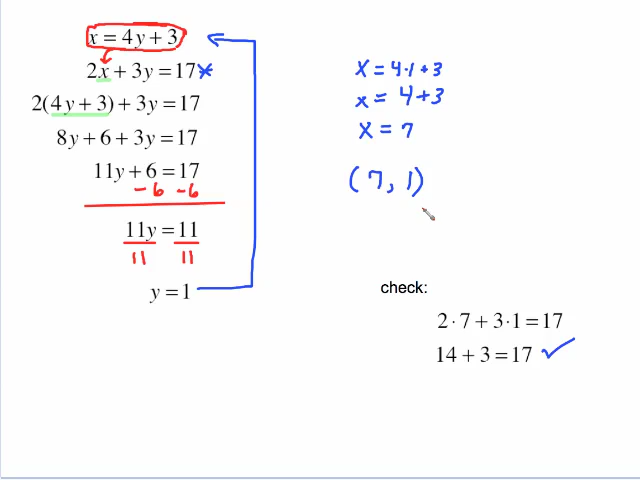 x = 4y + 3
2x + 3y = 17*
2(4y + 3) + 3y = 17
8y + 6 + 3y = 17
11y + 6 = 17
-6 -6
11y = 11
11 11
y = 1
x = 4·1 + 3
x = 4 + 3
x = 7
(7, 1)
check:
2 · 7 + 3 · 1 = 17
14 + 3 = 17 ✓